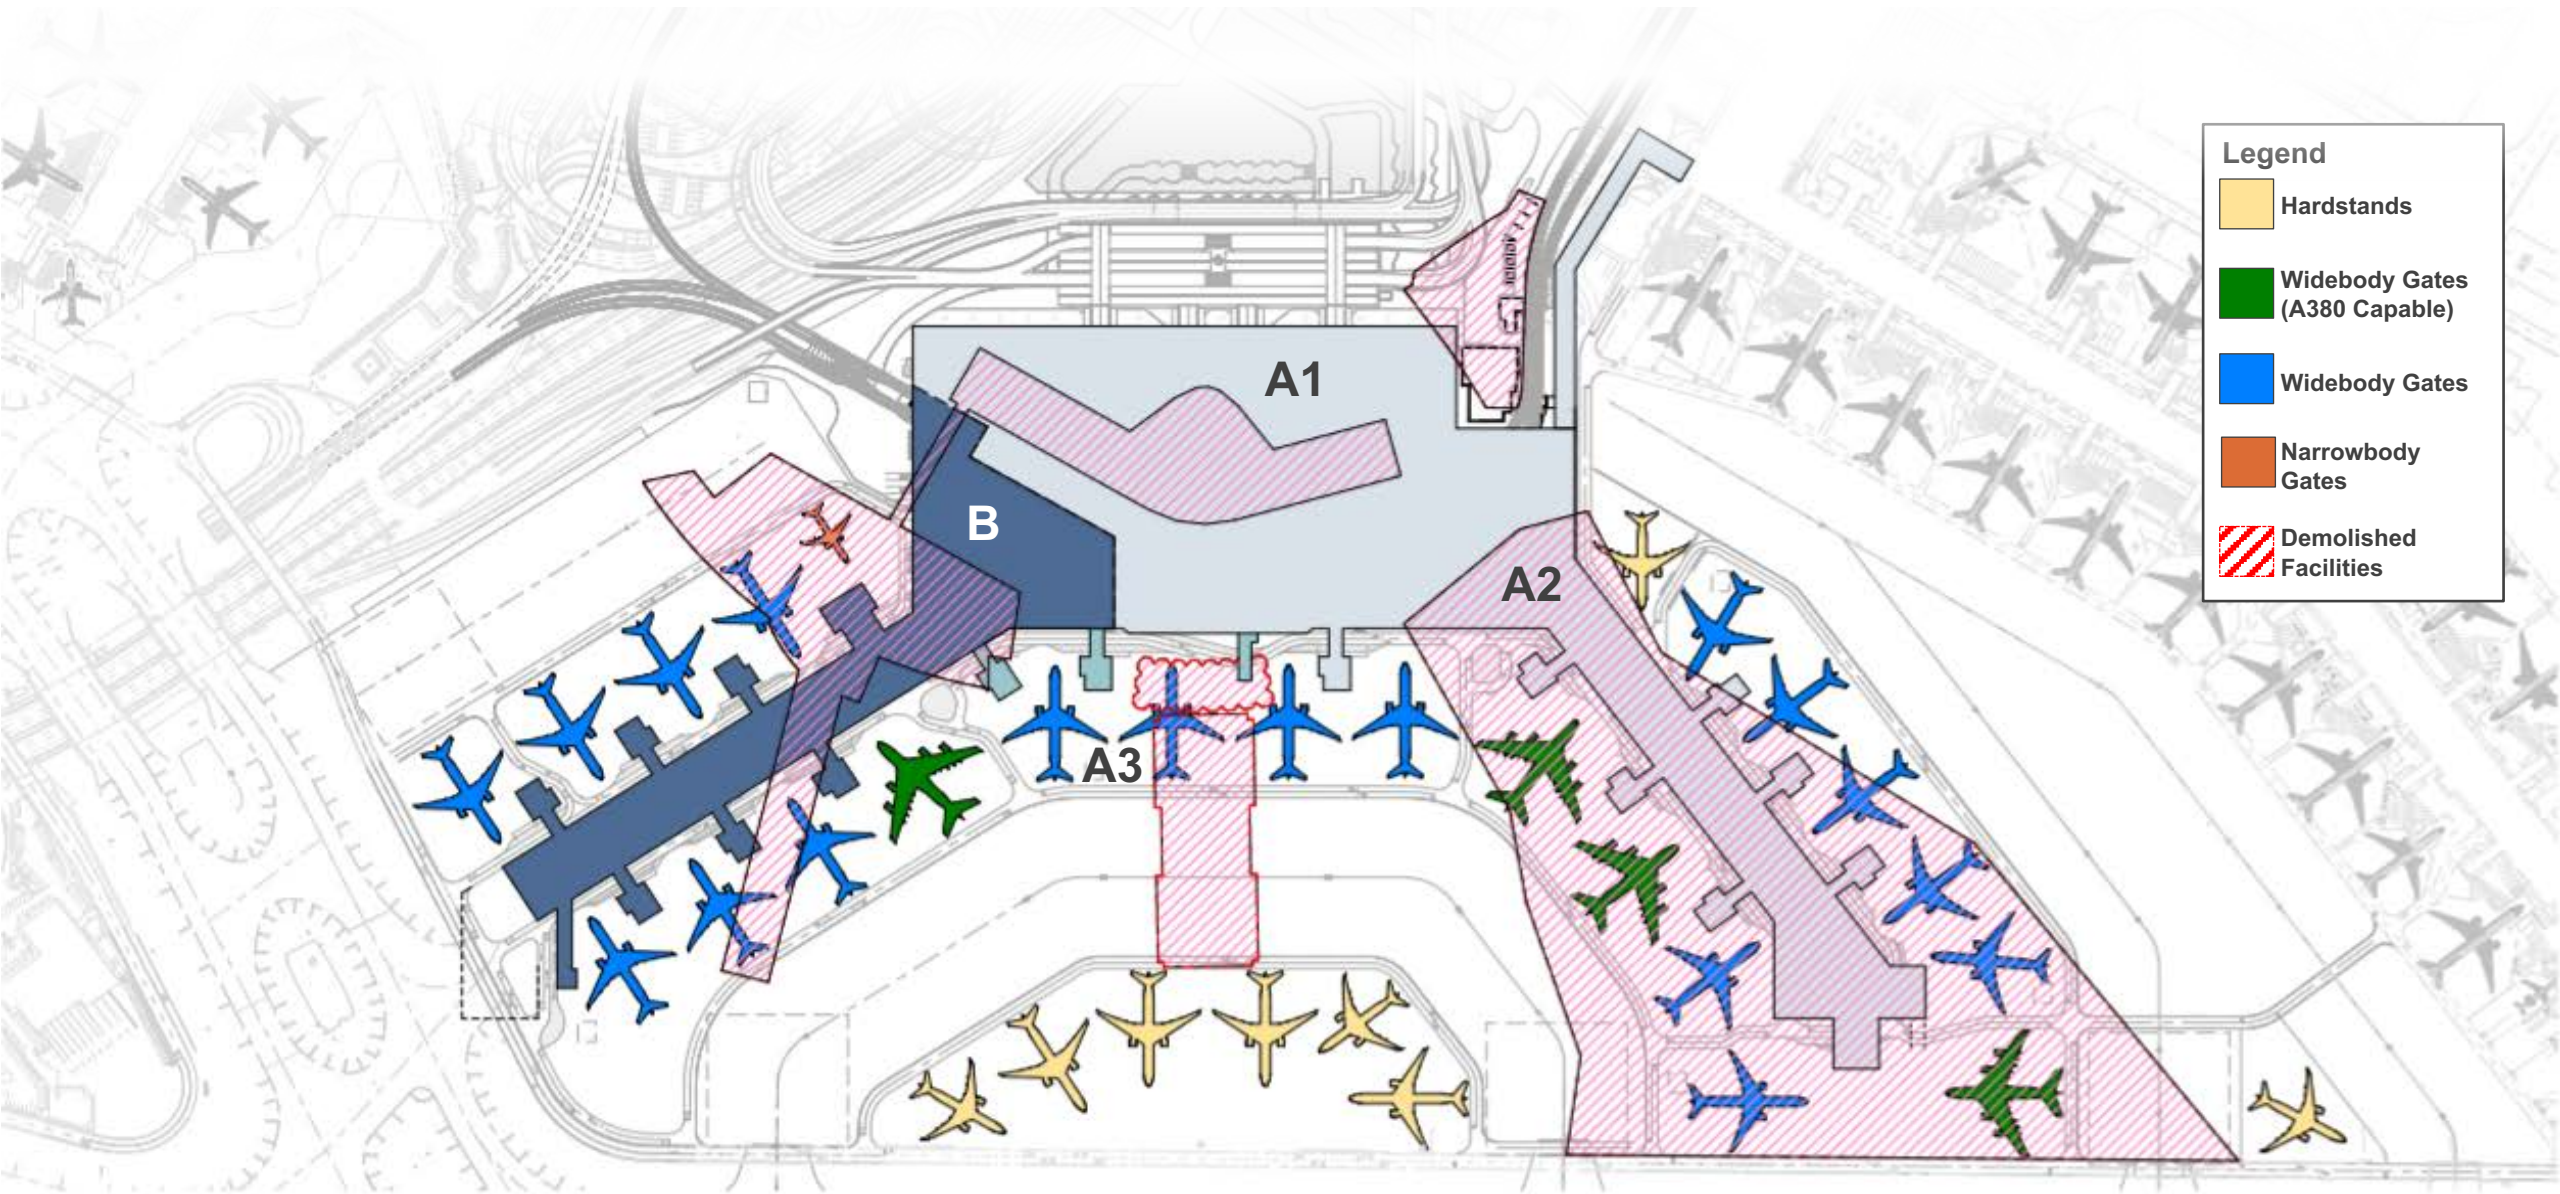 Legend
Hardstands
Widebody Gates
(A380 Capable)
Widebody Gates
Narrowbody
Gates
Demolished
Facilities
A1
B
A2
A3